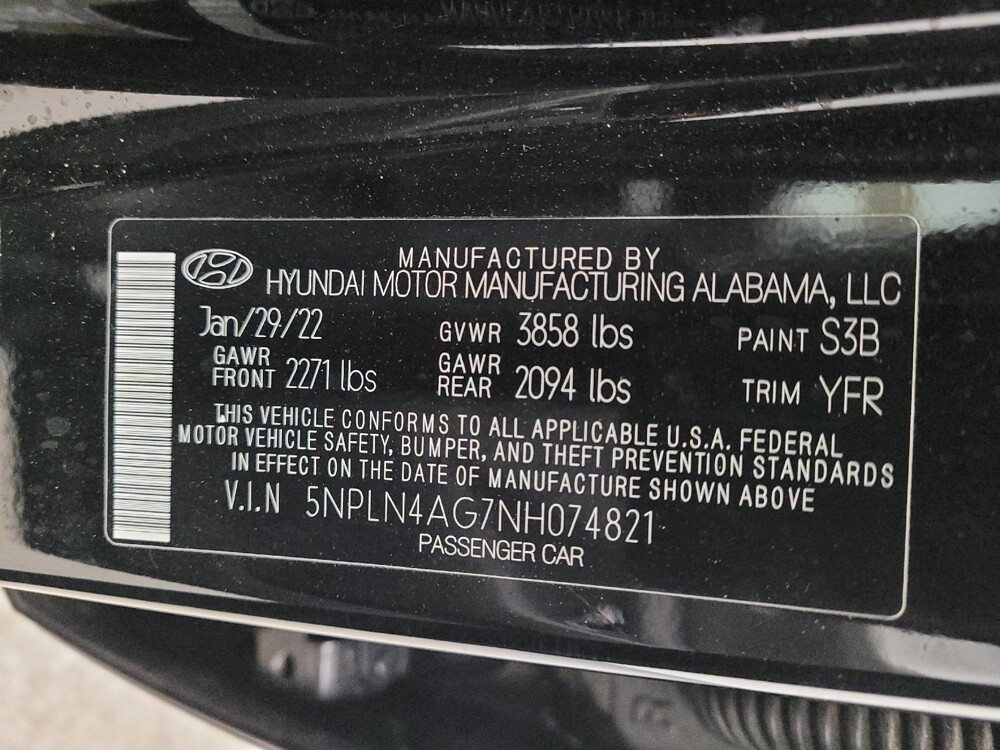 MANUFACTURED BY
HYUNDAI MOTOR MANUFACTURING ALABAMA, LLC
Jan/29/22 GVWR 3858 lbs PAINT S3B
GAWR FRONT 2271 lbs GAWR REAR 2094 lbs TRIM YFR
THIS VEHICLE CONFORMS TO ALL APPLICABLE U.S.A. FEDERAL
MOTOR VEHICLE SAFETY, BUMPER, AND THEFT PREVENTION STANDARDS
IN EFFECT ON THE DATE OF MANUFACTURE SHOWN ABOVE
V.I.N 5NPLN4AG7NH074821
PASSENGER CAR